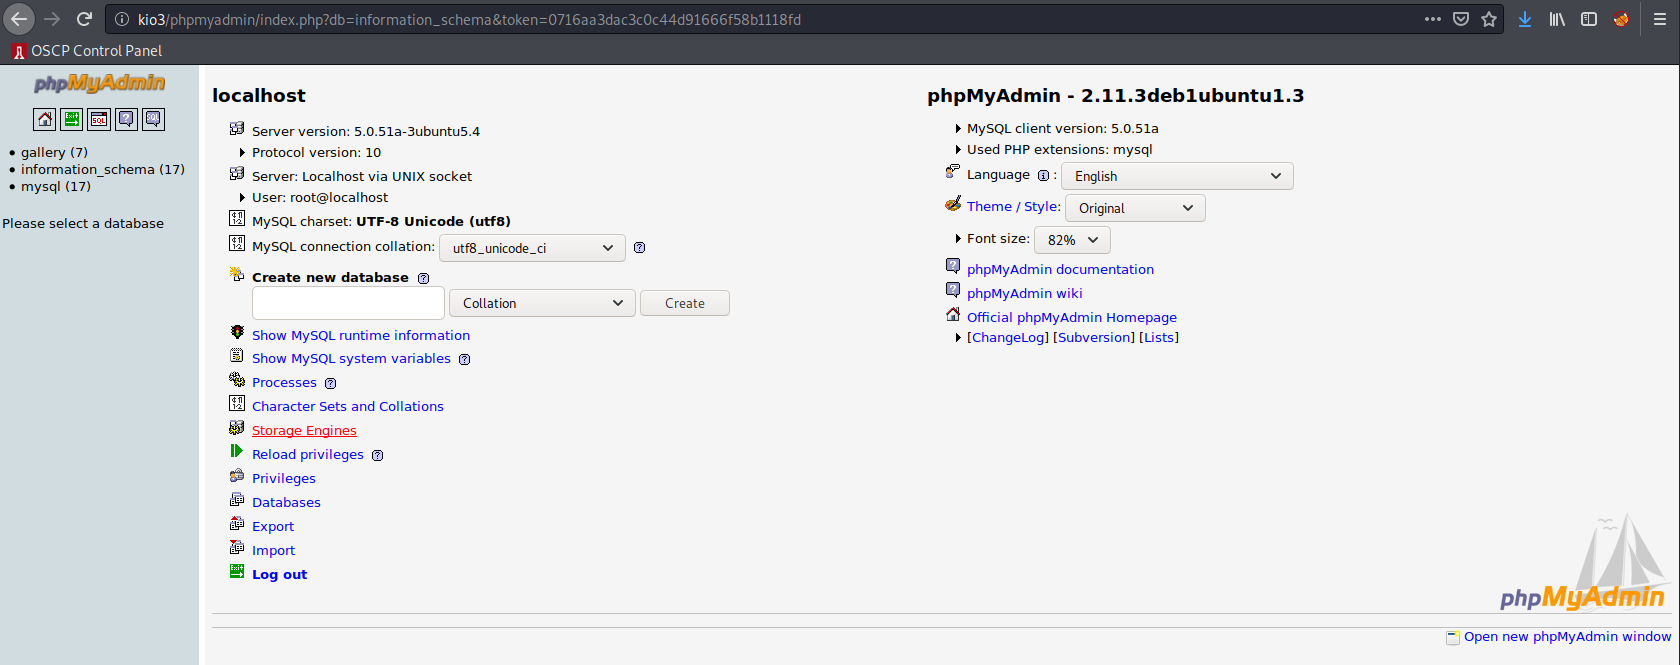 kio3/phpmyadmin/index.php?db=information_schema&token=0716aa3dac3c0c44d91666f58b1118fd
OSCP Control Panel
phpMyAdmin
Exit
SQL
?
SQL
gallery (7)
information_schema (17)
mysql (17)
Please select a database
localhost
Server version: 5.0.51a-3ubuntu5.4
Protocol version: 10
Server: Localhost via UNIX socket
User: root@localhost
MySQL charset: UTF-8 Unicode (utf8)
MySQL connection collation: utf8_unicode_ci ?
Create new database ?
Collation Create
Show MySQL runtime information
Show MySQL system variables ?
Processes ?
Character Sets and Collations
Storage Engines
Reload privileges ?
Privileges
Databases
Export
Import
Exit Log out
phpMyAdmin - 2.11.3deb1ubuntu1.3
MySQL client version: 5.0.51a
Used PHP extensions: mysql
Language i : English
Theme / Style: Original
Font size: 82%
? phpMyAdmin documentation
? phpMyAdmin wiki
Official phpMyAdmin Homepage
[ChangeLog] [Subversion] [Lists]
phpMyAdmin
Open new phpMyAdmin window